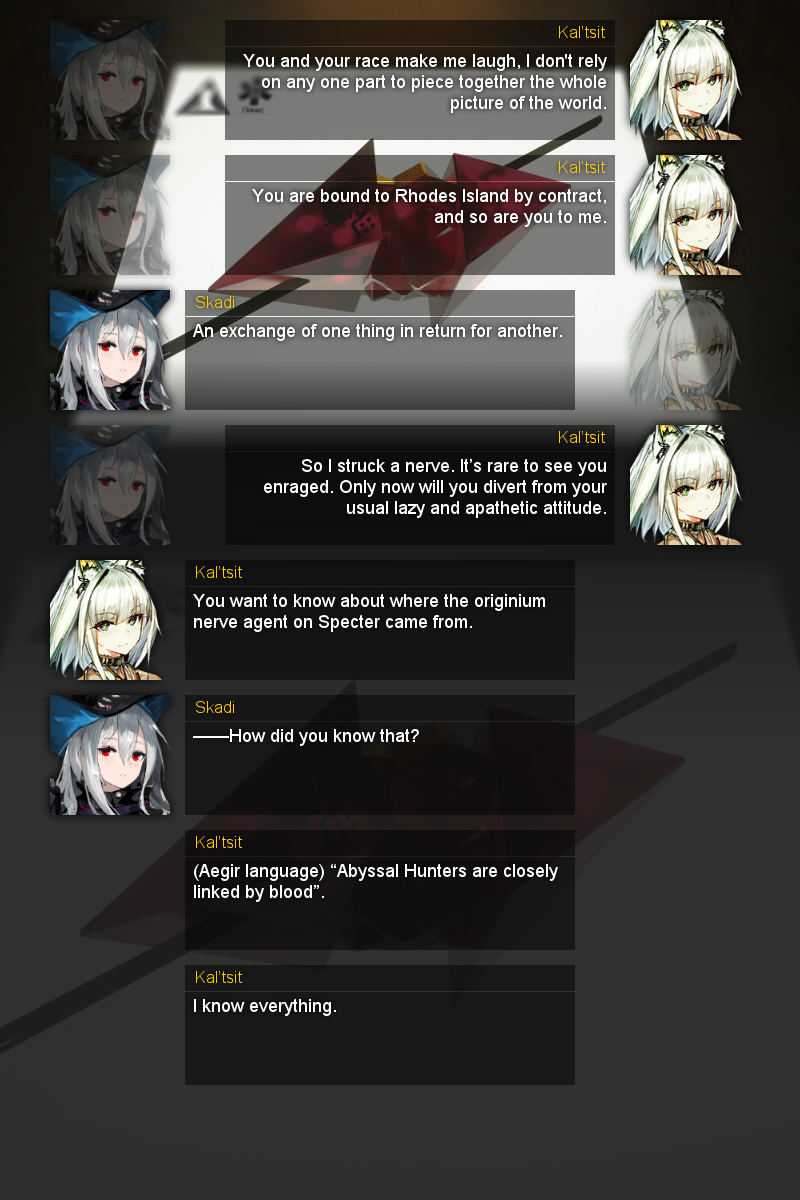 Kal'tsit
You and your race make me laugh, I don't rely
on any one part to piece together the whole
picture of the world.
Kal'tsit
You are bound to Rhodes Island by contract,
and so are you to me.
Skadi
An exchange of one thing in return for another.
Kal'tsit
So I struck a nerve. It's rare to see you
enraged. Only now will you divert from your
usual lazy and apathetic attitude.
Kal'tsit
You want to know about where the originium
nerve agent on Specter came from.
Skadi
——How did you know that?
Kal'tsit
(Aegir language) “Abyssal Hunters are closely
linked by blood”.
Kal'tsit
I know everything.